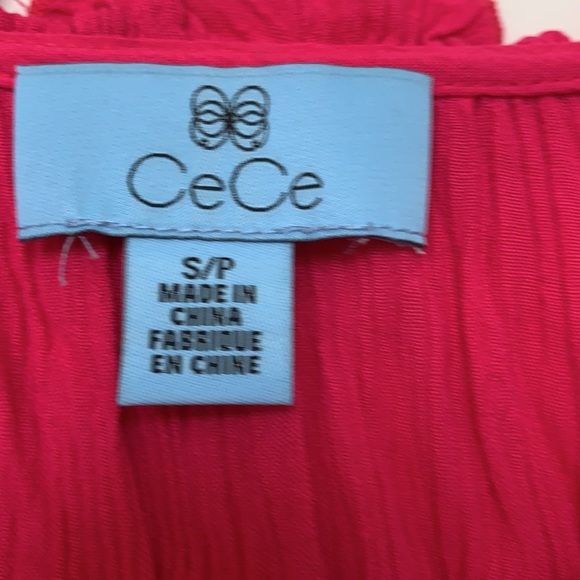 CeCe
S/P
MADE IN
CHINA
FABRIQUE
EN CHINE